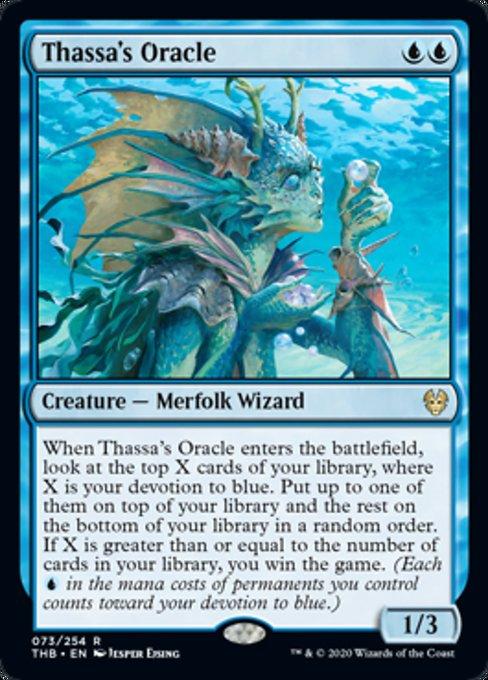 Thassa's Oracle
Creature — Merfolk Wizard
When Thassa's Oracle enters the battlefield,
look at the top X cards of your library, where
X is your devotion to blue. Put up to one of
them on top of your library and the rest on
the bottom of your library in a random order.
If X is greater than or equal to the number of
cards in your library, you win the game. (Each
in the mana costs of permanents you control
counts toward your devotion to blue.)
1/3
073/254 R
THB • EN Jesper Ejsing
™ & © 2020 Wizards of the Coast